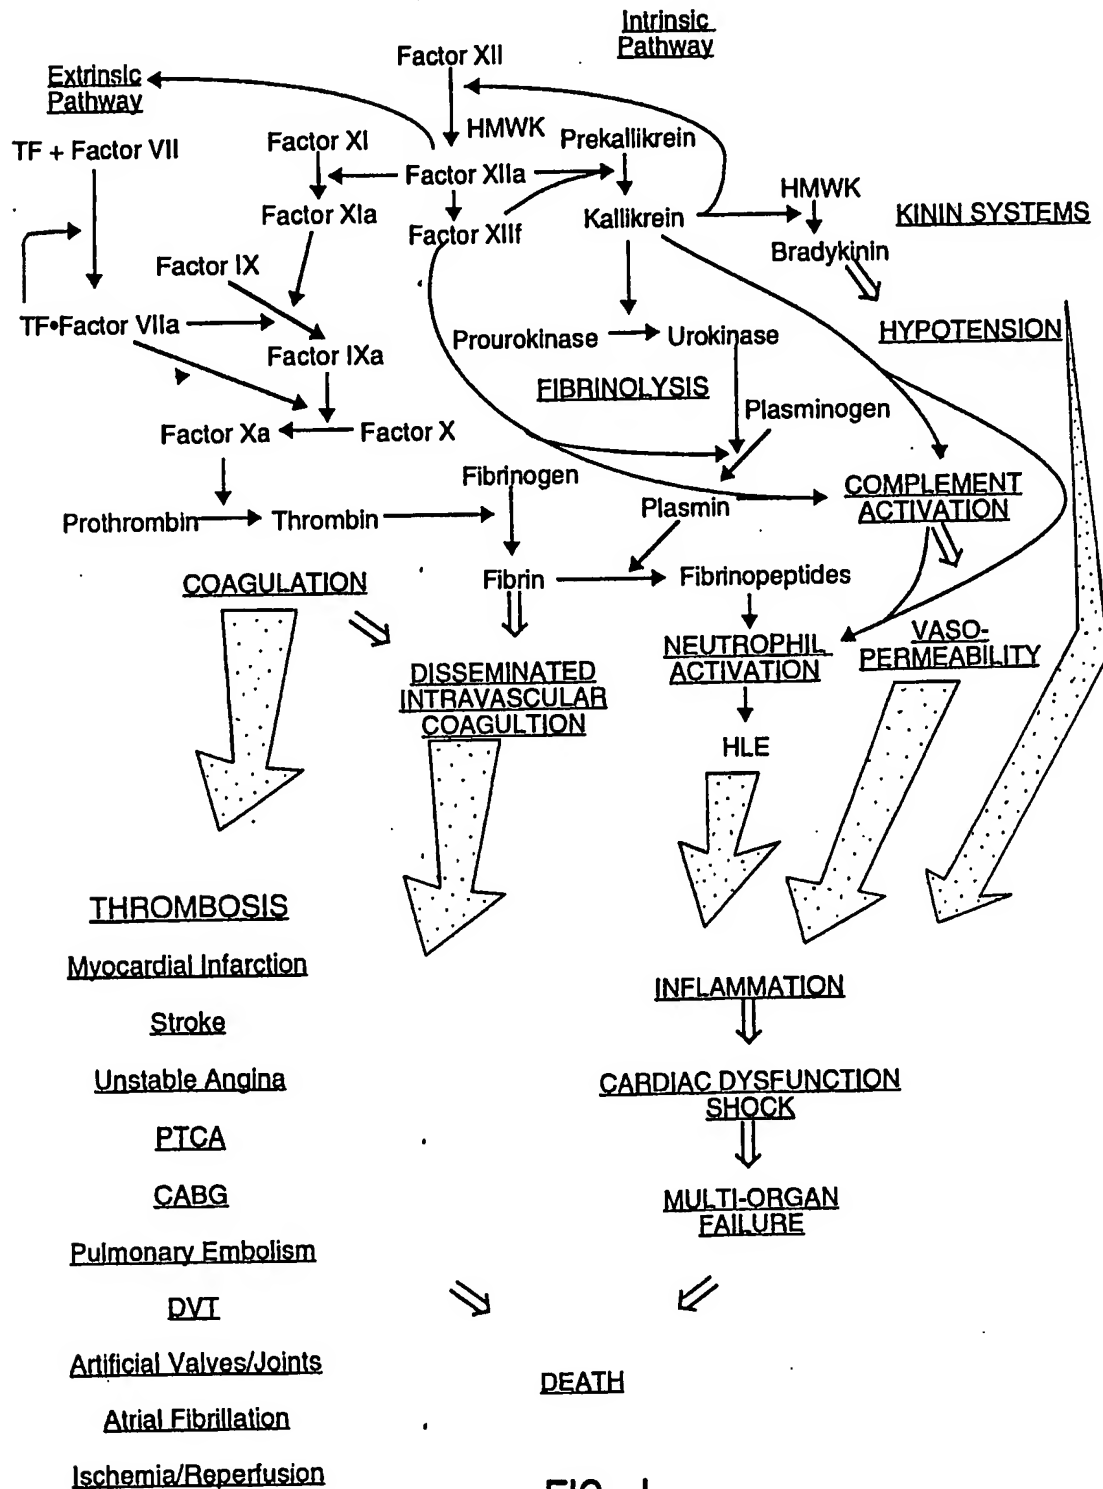 Intrinsic
Pathway
Factor XII
Extrinsic
Pathway
HMWK
Prekallikrein
TF + Factor VII
Factor XI
Factor XIIa
HMWK
KININ SYSTEMS
Factor XIa
Factor XIIf
Kallikrein
Bradykinin
Factor IX
TF•Factor VIIa
Factor IXa
Prourokinase
Urokinase
HYPOTENSION
FIBRINOLYSIS
Plasminogen
Factor Xa
Factor X
Fibrinogen
COMPLEMENT
ACTIVATION
Prothrombin
Thrombin
Plasmin
COAGULATION
Fibrin
Fibrinopeptides
NEUTROPHIL
ACTIVATION
VASO-
PERMEABILITY
DISSEMINATED
INTRAVASCULAR
COAGULTION
HLE
THROMBOSIS
Myocardial Infarction
Stroke
Unstable Angina
PTCA
CABG
Pulmonary Embolism
DVT
Artificial Valves/Joints
Atrial Fibrillation
Ischemia/Reperfusion
INFLAMMATION
CARDIAC DYSFUNCTION
SHOCK
MULTI-ORGAN
FAILURE
DEATH